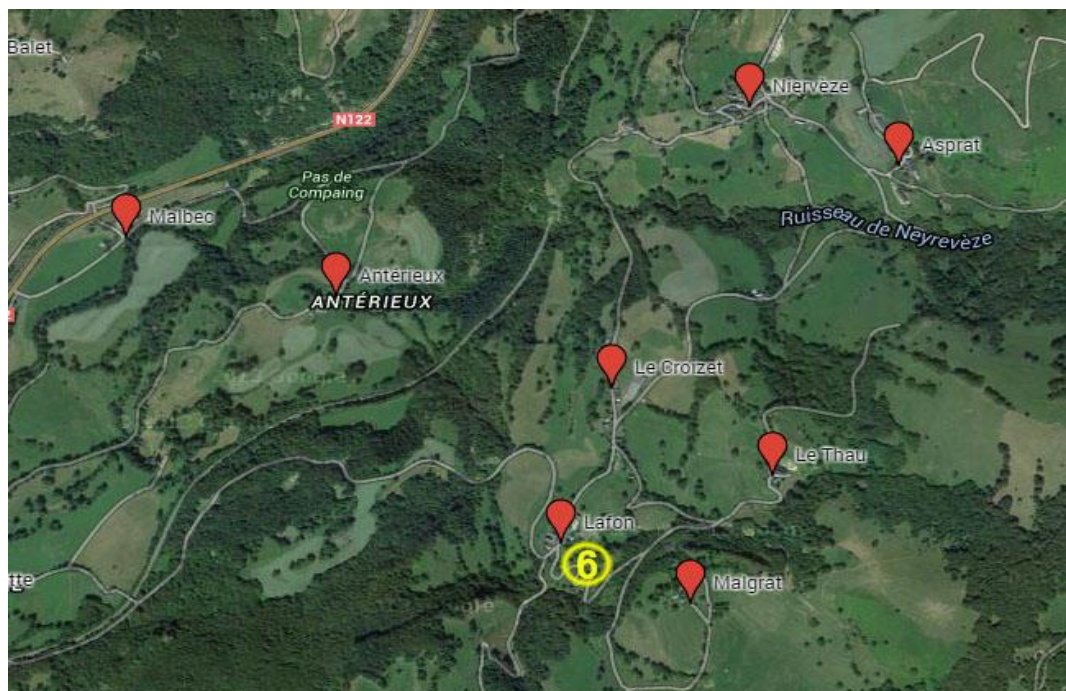 Balet
Niervèze
N122
Asprat
Pas de
Compaing
Malbec
Ruisseau de Neyrevèze
Antérieux
ANTÉRIEUX
Le Croizet
Le Thau
Lafon
6
Malgrat